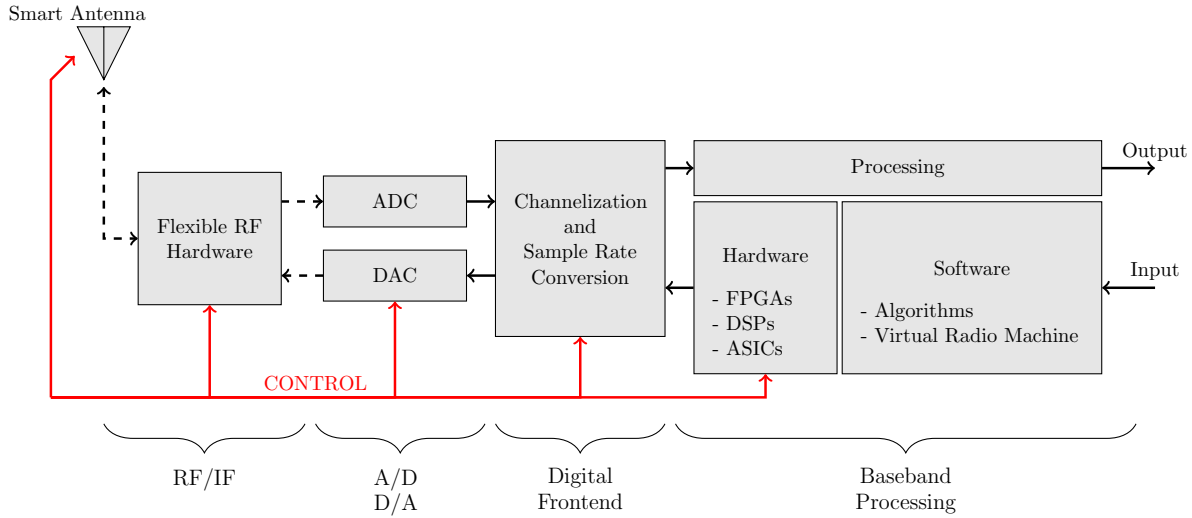 Smart Antenna
Flexible RF
Hardware
ADC
DAC
Channelization
and
Sample Rate
Conversion
Processing
Output
Hardware
- FPGAs
- DSPs
- ASICs
Software
- Algorithms
- Virtual Radio Machine
Input
CONTROL
RF/IF
A/D
D/A
Digital
Frontend
Baseband
Processing